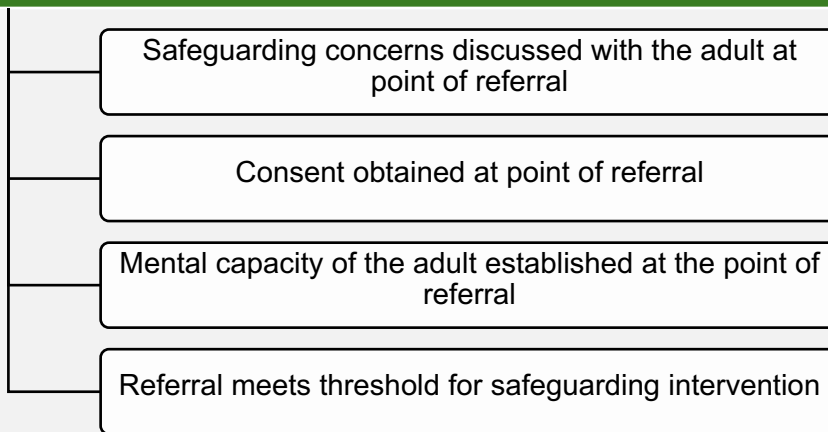 Safeguarding concerns discussed with the adult at
point of referral
Consent obtained at point of referral
Mental capacity of the adult established at the point of
referral
Referral meets threshold for safeguarding intervention